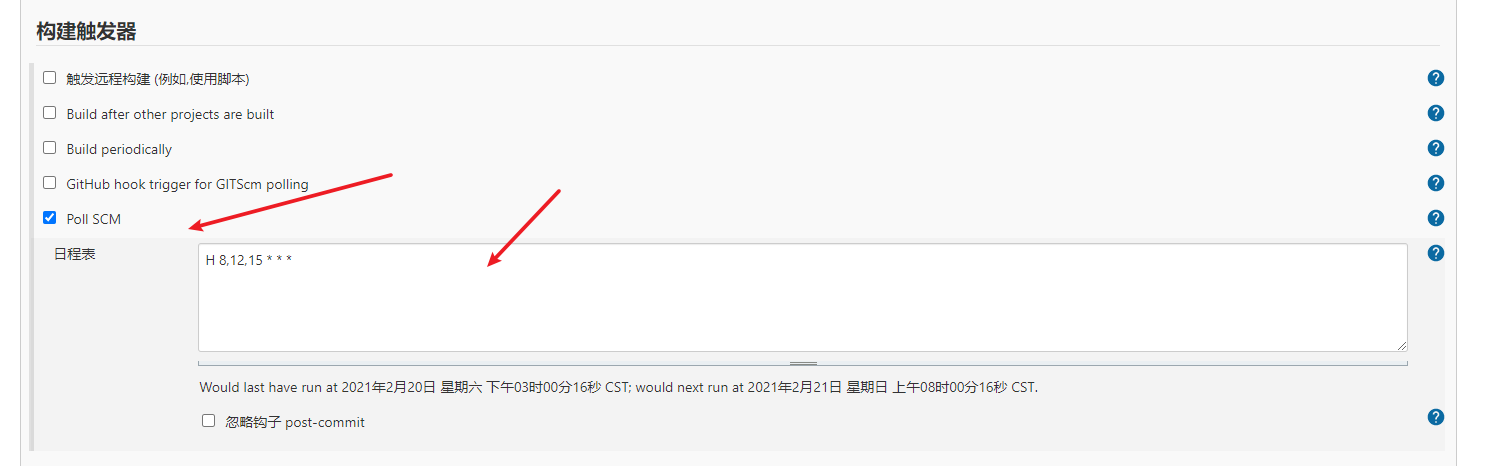 构建触发器
触发远程构建 (例如,使用脚本)
Build after other projects are built
Build periodically
GitHub hook trigger for GITScm polling
Poll SCM
日程表
H 8,12,15 * * *
Would last have run at 2021年2月20日 星期六 下午03时00分16秒 CST; would next run at 2021年2月21日 星期日 上午08时00分16秒 CST.
忽略钩子 post-commit